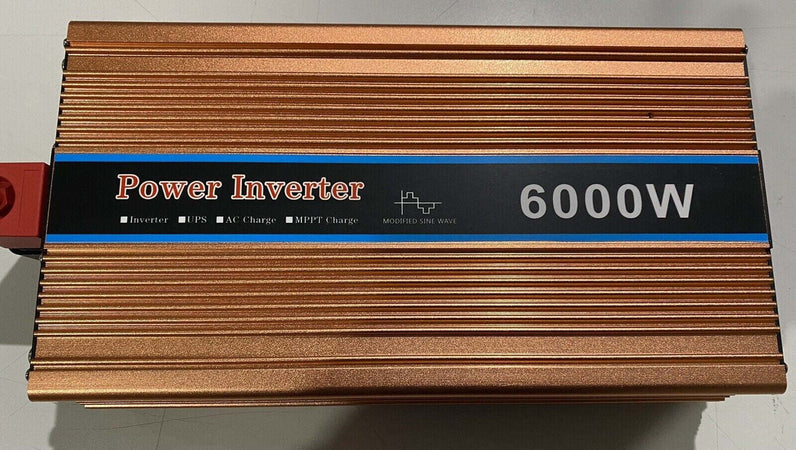 Power Inverter
Inverter UPS AC Charge MPPT Charge
MODIFIED SINE WAVE
6000W